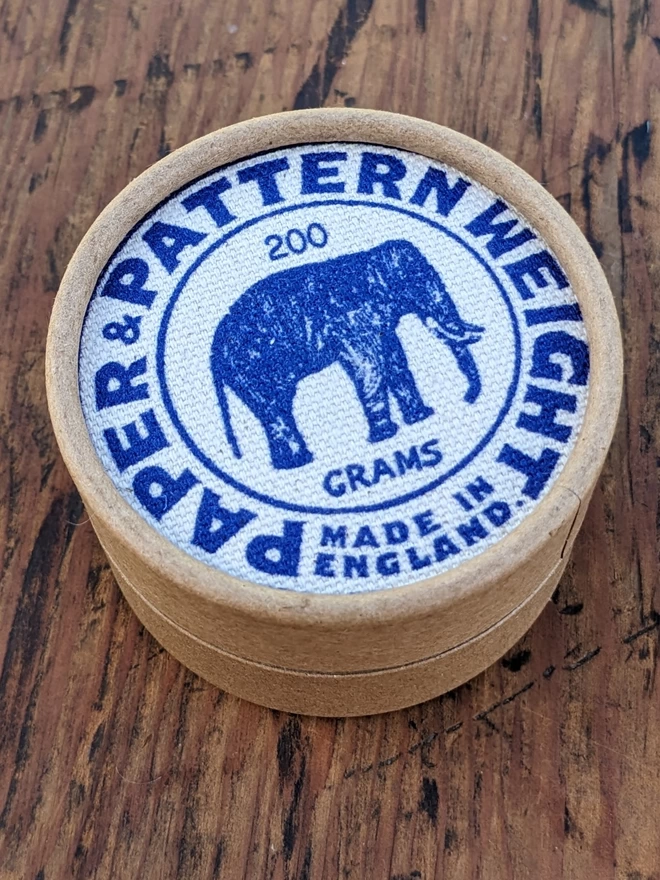 PAPER & PATTERN WEIGHT
200
GRAMS
MADE IN
ENGLAND.